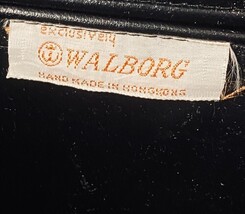 exclusively
W WALBORG
HAND MADE IN HONGKONG